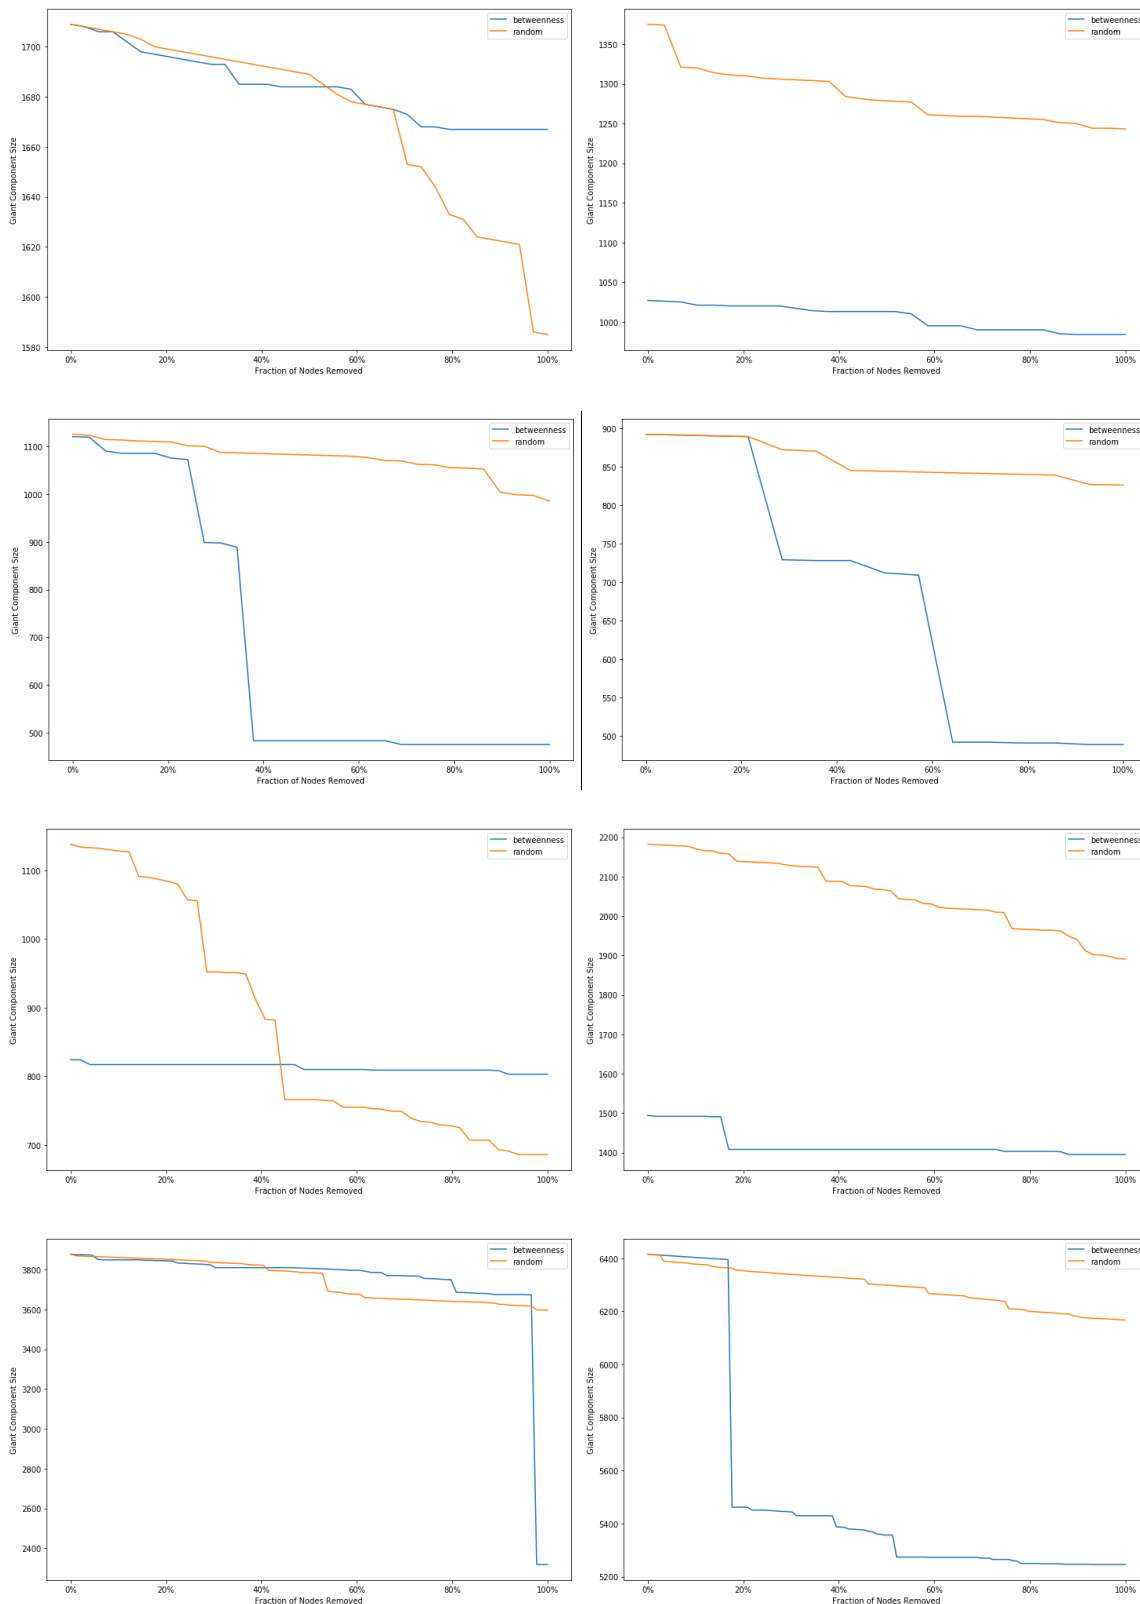 betweenness
random
1700
1680
1660
1640
1620
1600
1580
Giant Component Size
0% 20% 40% 60% 80% 100%
Fraction of Nodes Removed
betweenness
random
1350
1300
1250
1200
1150
1100
1050
1000
Giant Component Size
0% 20% 40% 60% 80% 100%
Fraction of Nodes Removed
betweenness
random
1100
1000
900
800
700
600
500
Giant Component Size
0% 20% 40% 60% 80% 100%
Fraction of Nodes Removed
betweenness
random
900
850
800
750
700
650
600
550
500
Giant Component Size
0% 20% 40% 60% 80% 100%
Fraction of Nodes Removed
betweenness
random
1100
1000
900
800
700
Giant Component Size
0% 20% 40% 60% 80% 100%
Fraction of Nodes Removed
betweenness
random
2200
2100
2000
1900
1800
1700
1600
1500
1400
Giant Component Size
0% 20% 40% 60% 80% 100%
Fraction of Nodes Removed
betweenness
random
3800
3600
3400
3200
3000
2800
2600
2400
Giant Component Size
0% 20% 40% 60% 80% 100%
Fraction of Nodes Removed
betweenness
random
6400
6200
6000
5800
5600
5400
5200
Giant Component Size
0% 20% 40% 60% 80% 100%
Fraction of Nodes Removed